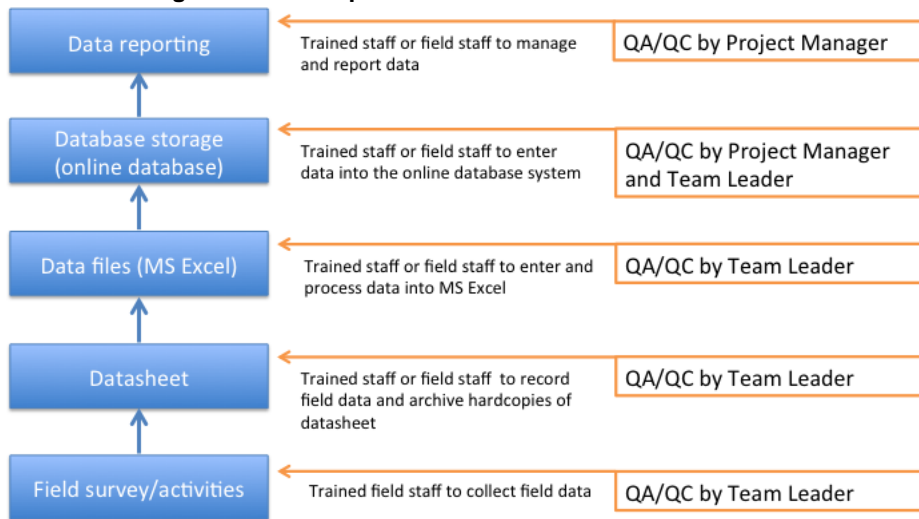 Data reporting
Trained staff or field staff to manage
and report data
QA/QC by Project Manager
Database storage
(online database)
Trained staff or field staff to enter
data into the online database system
QA/QC by Project Manager
and Team Leader
Data files (MS Excel)
Trained staff or field staff to enter and
process data into MS Excel
QA/QC by Team Leader
Datasheet
Trained staff or field staff to record
field data and archive hardcopies of
datasheet
QA/QC by Team Leader
Field survey/activities
Trained field staff to collect field data
QA/QC by Team Leader